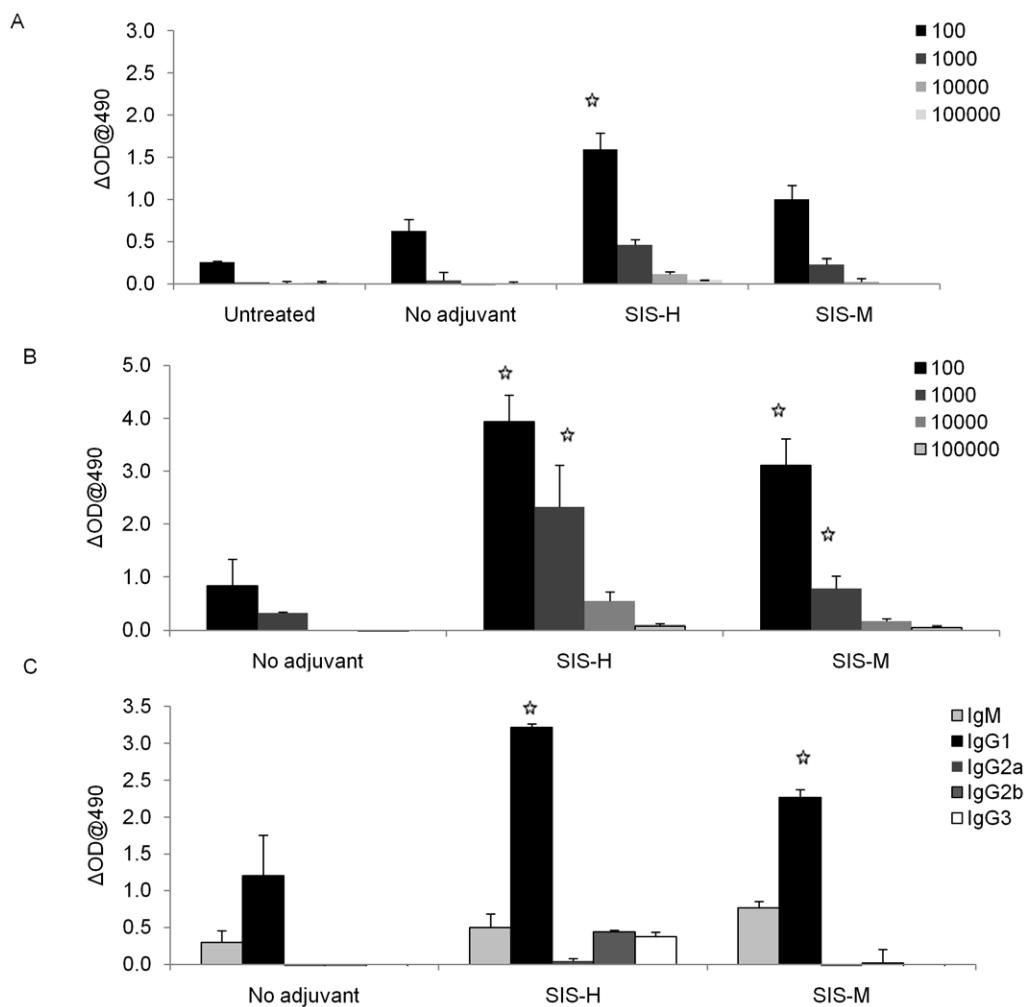 A
3.0
2.5
2.0
1.5
1.0
0.5
0.0
ΔOD@490
100
1000
10000
100000
Untreated No adjuvant SIS-H SIS-M
B
5.0
4.0
3.0
2.0
1.0
0.0
ΔOD@490
100
1000
10000
100000
No adjuvant SIS-H SIS-M
C
3.5
3.0
2.5
2.0
1.5
1.0
0.5
0.0
ΔOD@490
IgM
IgG1
IgG2a
IgG2b
IgG3
No adjuvant SIS-H SIS-M